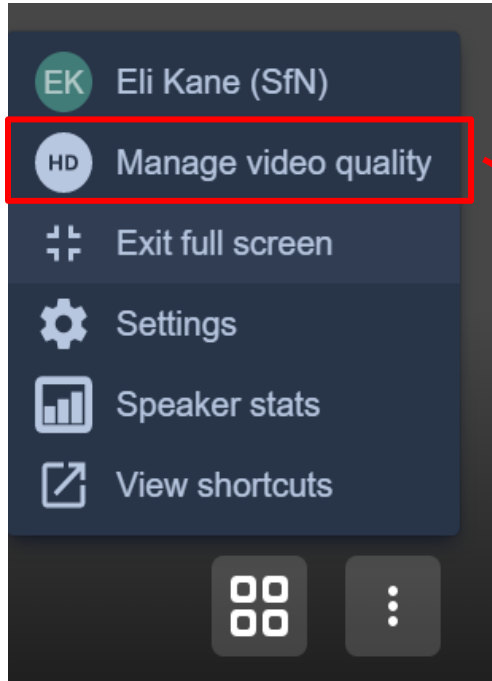 EK Eli Kane (SfN)
HD Manage video quality
Exit full screen
Settings
Speaker stats
View shortcuts